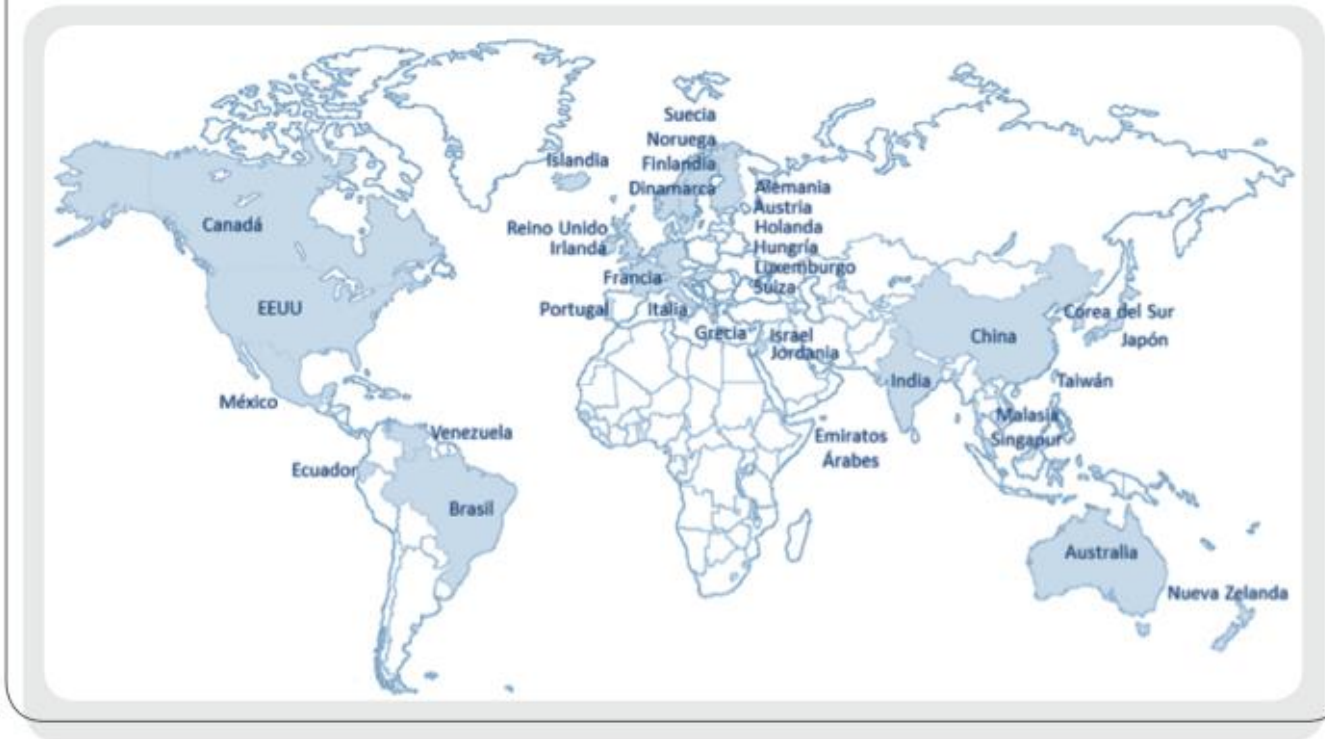 Suecia
Noruega
Islandia
Finlandia
Dinamarca
Alemania
Austria
Canadá
Reino Unido
Holanda
Irlanda
Hungría
Luxemburgo
Francia
Suiza
EEUU
Portugal
Italia
Grecia
Israel
Jordania
China
Corea del Sur
Japón
India
Taiwán
México
Malasia
Venezuela
Singapur
Emiratos
Árabes
Ecuador
Brasil
Australia
Nueva Zelanda